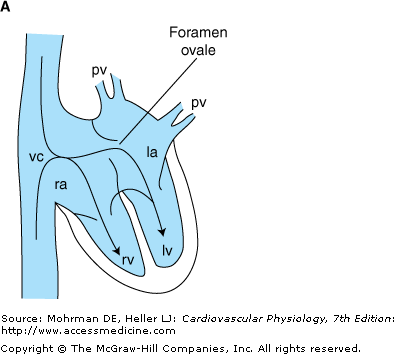 A
Foramen
ovale
pv
pv
vc
la
ra
rv
lv
Source: Mohrman DE, Heller LJ: Cardiovascular Physiology, 7th Edition:
http://www.accessmedicine.com
Copyright © The McGraw-Hill Companies, Inc. All rights reserved.